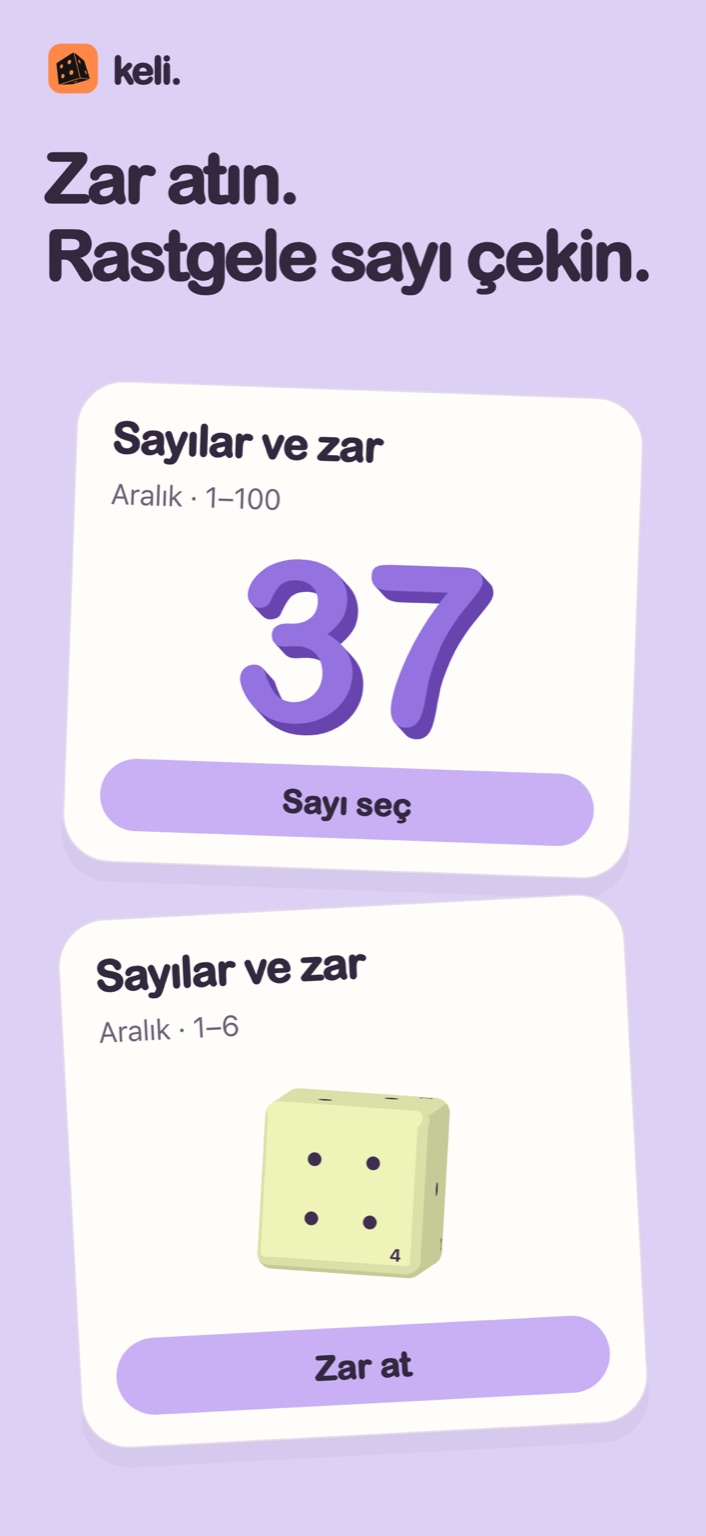 keli.
Zar atın.
Rastgele sayı çekin.
Sayılar ve zar
Aralık · 1–100
37
Sayı seç
Sayılar ve zar
Aralık · 1–6
4
Zar at